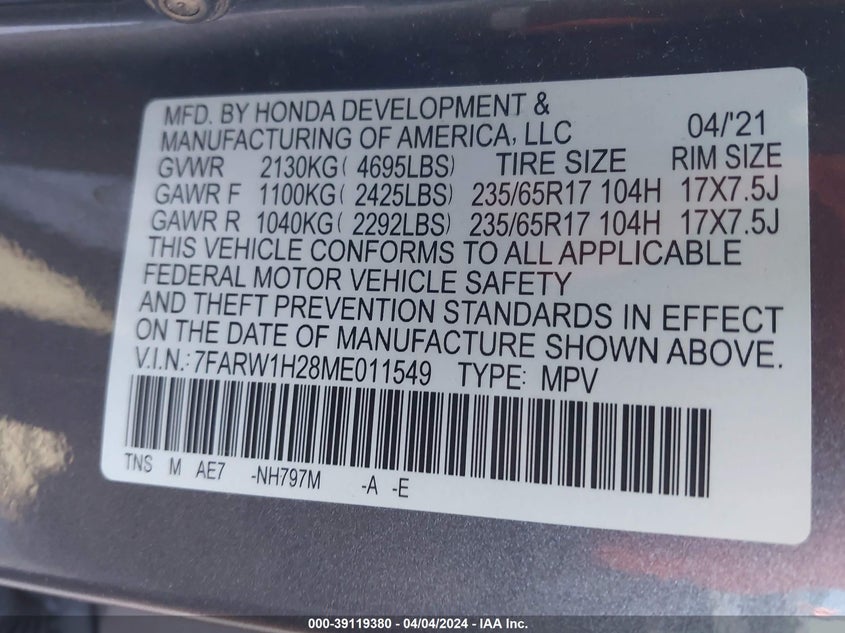 MFD. BY HONDA DEVELOPMENT &
MANUFACTURING OF AMERICA, LLC 04/'21
GVWR 2130KG( 4695LBS) TIRE SIZE RIM SIZE
GAWR F 1100KG( 2425LBS) 235/65R17 104H 17X7.5J
GAWR R 1040KG( 2292LBS) 235/65R17 104H 17X7.5J
THIS VEHICLE CONFORMS TO ALL APPLICABLE
FEDERAL MOTOR VEHICLE SAFETY
AND THEFT PREVENTION STANDARDS IN EFFECT
ON THE DATE OF MANUFACTURE SHOWN ABOVE.
V.I.N.: 7FARW1H28ME011549 TYPE: MPV
TNS M AE7 -NH797M -A -E
000-39119380 - 04/04/2024 - IAA Inc.